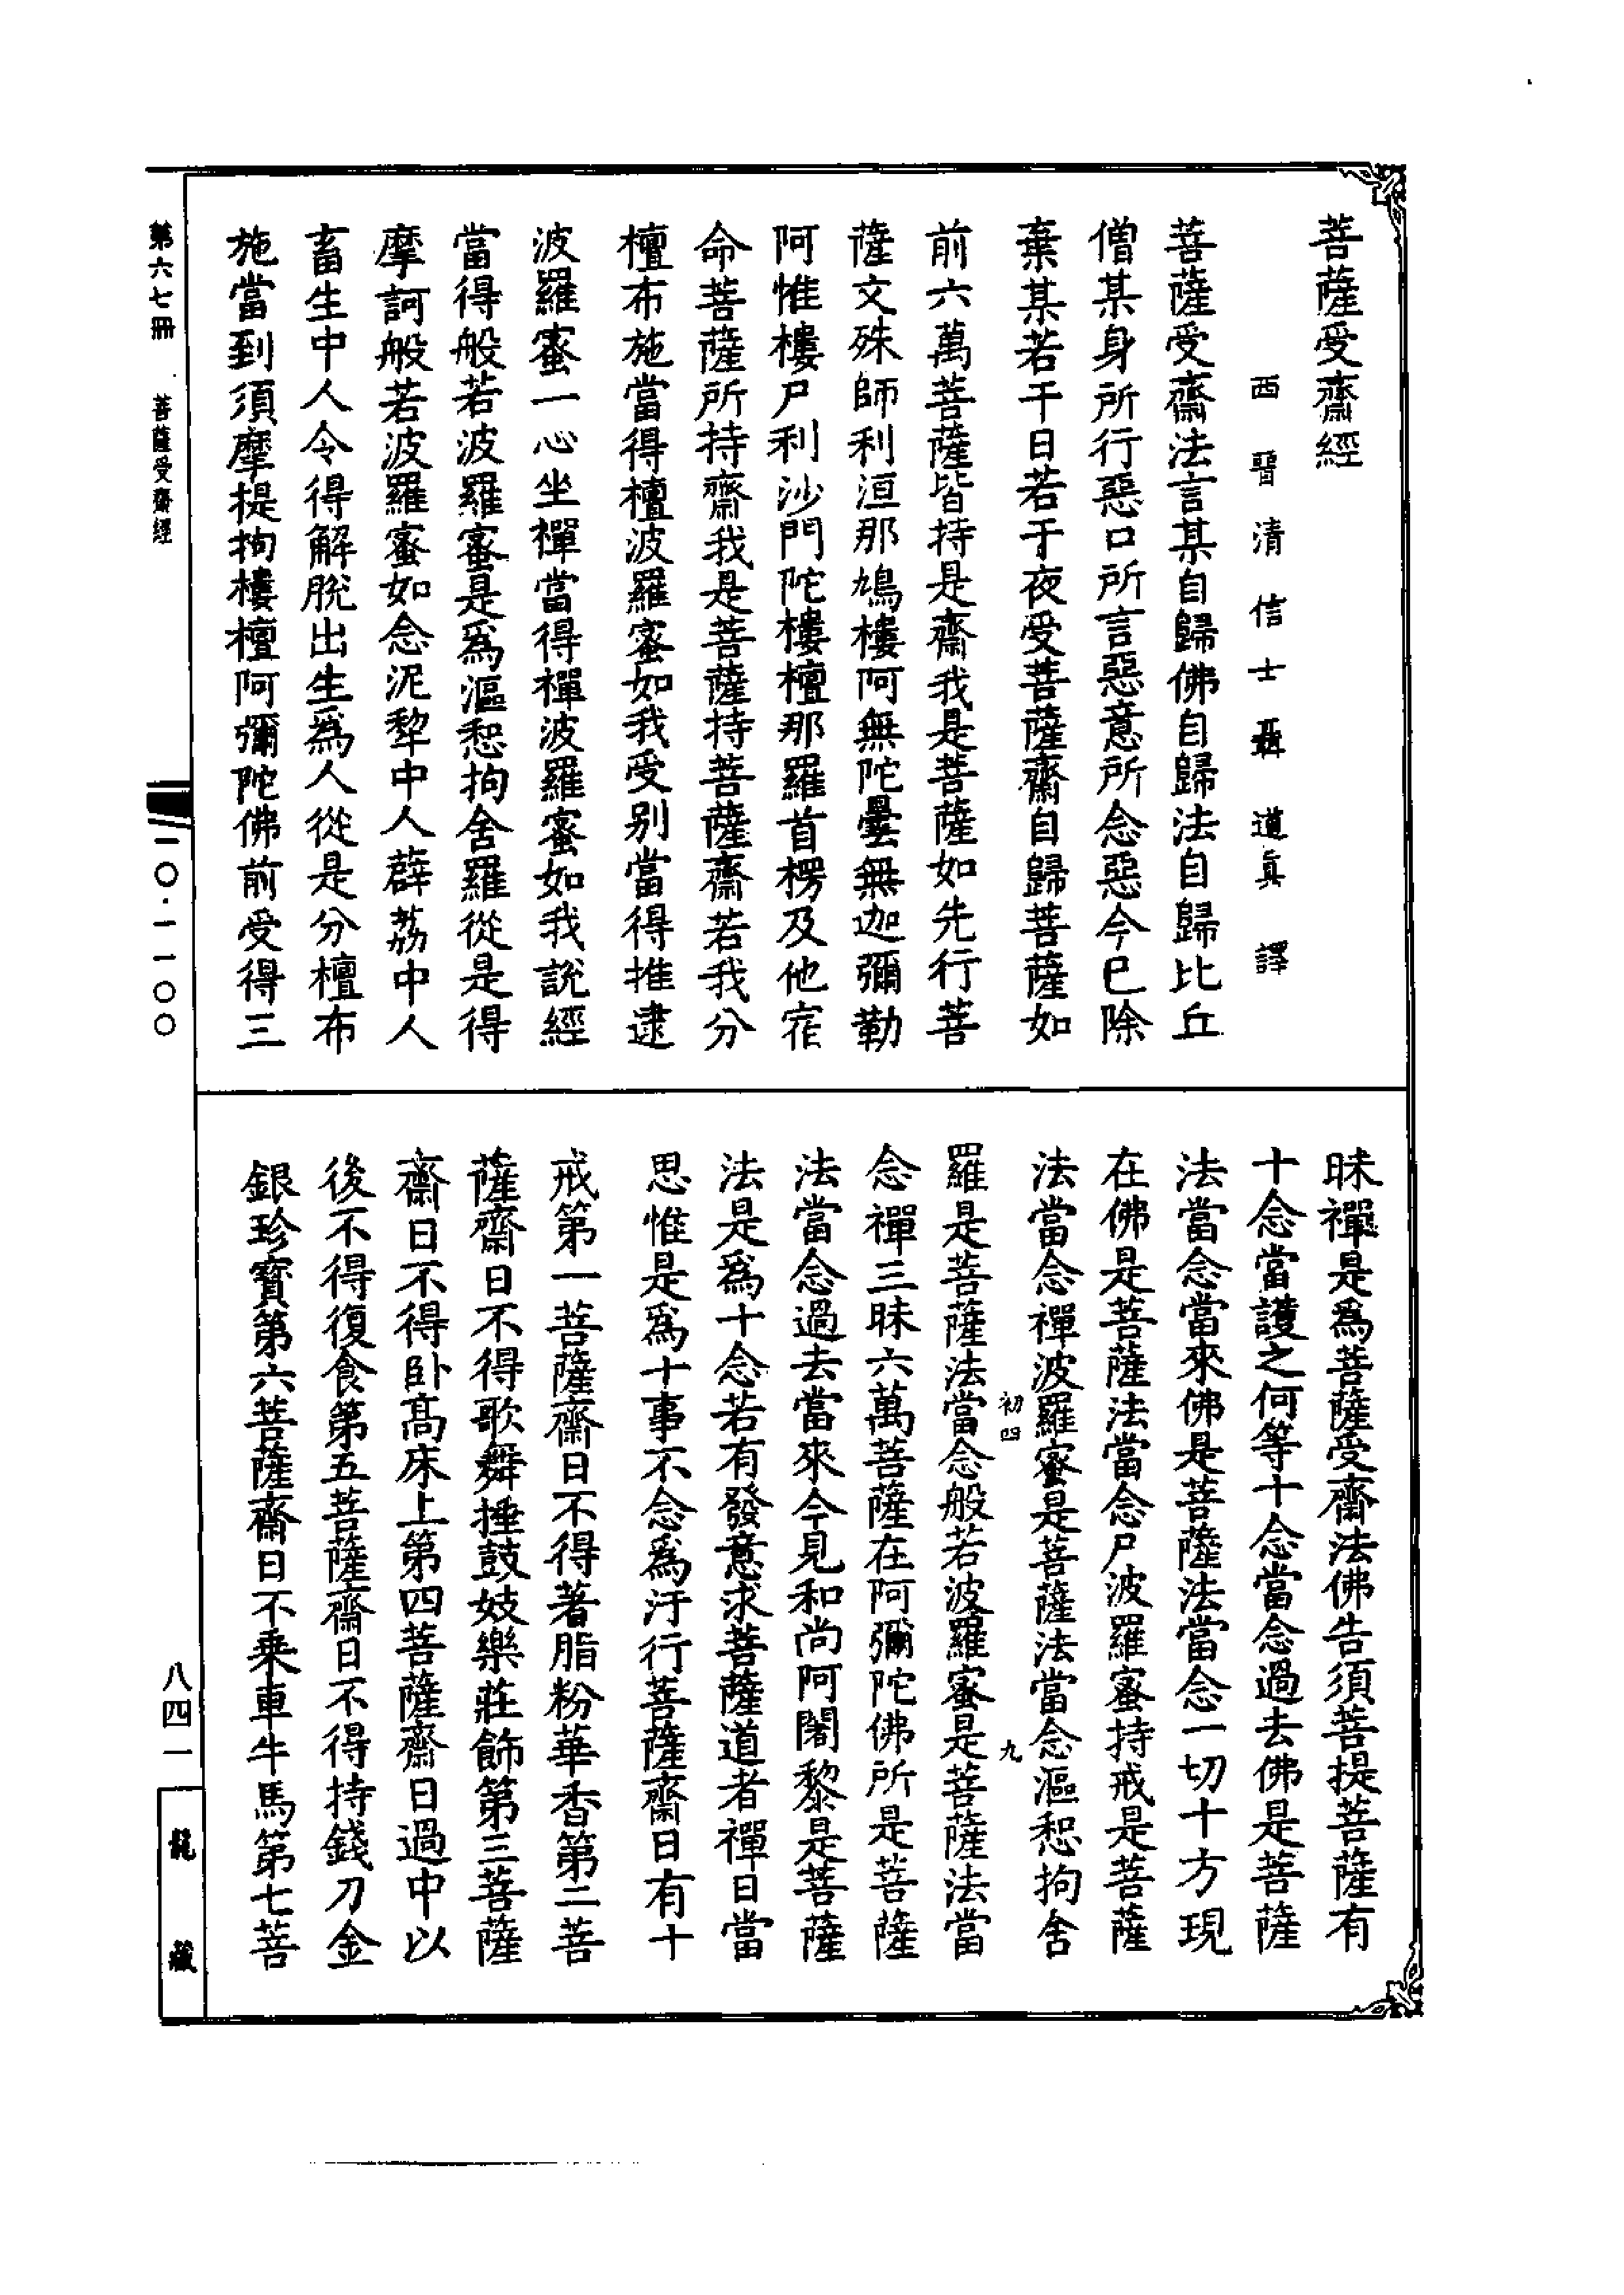 菩薩受齋經
西晉清信士聶道眞譯
菩薩受齋法言某自歸佛自歸法自歸比丘
僧某身所行惡口所言惡意所念惡今已除
棄某若干日若干夜受菩薩齋自歸菩薩如
前六萬菩薩皆持是齋我是菩薩如先行菩
薩文殊師利洹那鳩樓阿無陀曇無迦彌勒
阿惟樓尸利沙門陀樓檀那羅首楞及他宿
命菩薩所持齋我是菩薩持菩薩齋若我分
檀布施當得檀波羅蜜如我受别當得推逮
波羅蜜一心坐禪當得禪波羅蜜如我說經
當得般若波羅蜜是爲漚惒拘舍羅從是得
摩訶般若波羅蜜如念泥犂中人薜荔中人
畜生中人令得解脫出生爲人從是分檀布
施當到須摩提拘樓檀阿彌陀佛前受得三
昧禪是爲菩薩受齋法佛告須菩提菩薩有
十念當護之何等十念當念過去佛是菩薩
法當念當來佛是菩薩法當念一切十方現
在佛是菩薩法當念尸波羅蜜持戒是菩薩
法當念禪波羅蜜是菩薩法當念漚惒拘舍
初四
九
羅是菩薩法當念般若波羅蜜是菩薩法當
念禪三昧六萬菩薩在阿彌陀佛所是菩薩
法當念過去當來今見和尚阿闍黎是菩薩
法是爲十念若有發意求菩薩道者禪日當
思惟是爲十事不念爲汙行菩薩齋日有十
戒第一菩薩齋日不得著脂粉華香第二菩
薩齋日不得歌舞捶鼓妓樂莊飾第三菩薩
齋日不得卧高床上第四菩薩齋日過中以
後不得復食第五菩薩齋日不得持錢刀金
銀珍寶第六菩薩齋日不乘車牛馬第七菩
第六七冊
菩薩受齋經
一〇·一一〇〇
八四一
龍藏